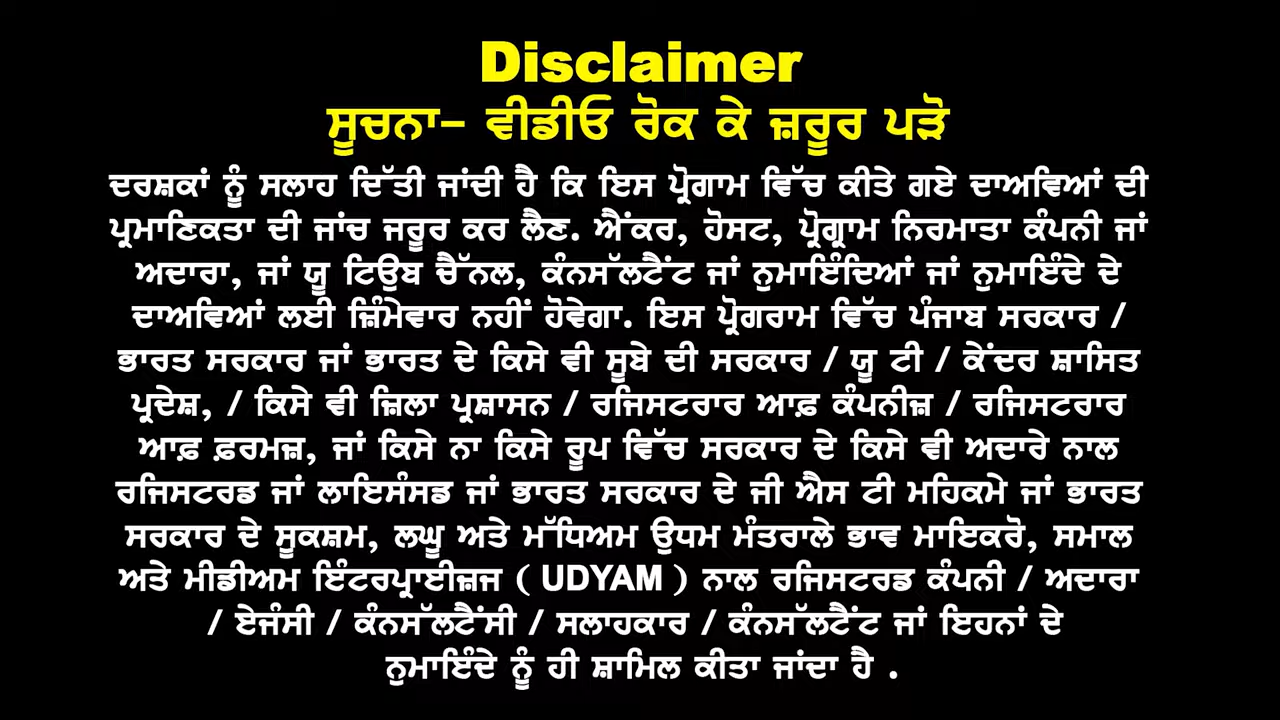 Disclaimer
ਸੂਚਨਾ- ਵੀਡੀਓ ਰੋਕ ਕੇ ਜ਼ਰੂਰ ਪੜੋ
ਦਰਸ਼ਕਾਂ ਨੂੰ ਸਲਾਹ ਦਿੱਤੀ ਜਾਂਦੀ ਹੈ ਕਿ ਇਸ ਪ੍ਰੋਗਾਮ ਵਿੱਚ ਕੀਤੇ ਗਏ ਦਾਅਵਿਆਂ ਦੀ
ਪ੍ਰਮਾਣਿਕਤਾ ਦੀ ਜਾਂਚ ਜਰੂਰ ਕਰ ਲੈਣ. ਐਂਕਰ, ਹੋਸਟ, ਪ੍ਰੋਗ੍ਰਾਮ ਨਿਰਮਾਤਾ ਕੰਪਨੀ ਜਾਂ
ਅਦਾਰਾ, ਜਾਂ ਯੂ ਟਿਉਬ ਚੈੱਨਲ, ਕੰਨਸੱਲਟੈਂਟ ਜਾਂ ਨੁਮਾਇੰਦਿਆਂ ਜਾਂ ਨੁਮਾਇੰਦੇ ਦੇ
ਦਾਅਵਿਆਂ ਲਈ ਜ਼ਿੰਮੇਵਾਰ ਨਹੀਂ ਹੋਵੇਗਾ. ਇਸ ਪ੍ਰੋਗਰਾਮ ਵਿੱਚ ਪੰਜਾਬ ਸਰਕਾਰ /
ਭਾਰਤ ਸਰਕਾਰ ਜਾਂ ਭਾਰਤ ਦੇ ਕਿਸੇ ਵੀ ਸੂਬੇ ਦੀ ਸਰਕਾਰ / ਯੂ ਟੀ / ਕੇਂਦਰ ਸ਼ਾਸਿਤ
ਪ੍ਰਦੇਸ਼, / ਕਿਸੇ ਵੀ ਜ਼ਿਲਾ ਪ੍ਰਸ਼ਾਸਨ / ਰਜਿਸਟਰਾਰ ਆਫ਼ ਕੰਪਨੀਜ਼ / ਰਜਿਸਟਰਾਰ
ਆਫ਼ ਫ਼ਰਮਜ਼, ਜਾਂ ਕਿਸੇ ਨਾ ਕਿਸੇ ਰੂਪ ਵਿੱਚ ਸਰਕਾਰ ਦੇ ਕਿਸੇ ਵੀ ਅਦਾਰੇ ਨਾਲ
ਰਜਿਸਟਰਡ ਜਾਂ ਲਾਇਸੰਸਡ ਜਾਂ ਭਾਰਤ ਸਰਕਾਰ ਦੇ ਜੀ ਐਸ ਟੀ ਮਹਿਕਮੇ ਜਾਂ ਭਾਰਤ
ਸਰਕਾਰ ਦੇ ਸੂਕਸ਼ਮ, ਲਘੂ ਅਤੇ ਮੱਧਿਅਮ ਉਧਮ ਮੰਤਰਾਲੇ ਭਾਵ ਮਾਇਕਰੋ, ਸਮਾਲ
ਅਤੇ ਮੀਡੀਅਮ ਇੰਟਰਪ੍ਰਾਈਜ਼ਜ ( UDYAM ) ਨਾਲ ਰਜਿਸਟਰਡ ਕੰਪਨੀ / ਅਦਾਰਾ
/ ਏਜੰਸੀ / ਕੰਨਸੱਲਟੈਂਸੀ / ਸਲਾਹਕਾਰ / ਕੰਨਸੱਲਟੈਂਟ ਜਾਂ ਇਹਨਾਂ ਦੇ
ਨੁਮਾਇੰਦੇ ਨੂੰ ਹੀ ਸ਼ਾਮਿਲ ਕੀਤਾ ਜਾਂਦਾ ਹੈ .